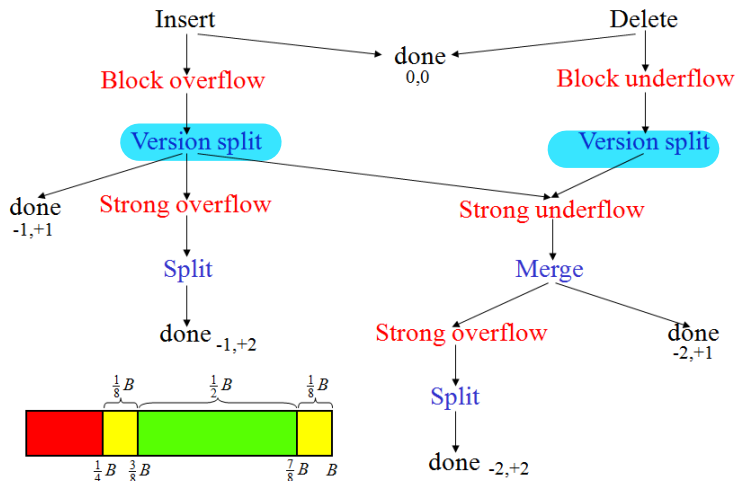 Insert
Delete
done
0,0
Block overflow
Block underflow
Version split
Version split
done
-1,+1
Strong overflow
Strong underflow
Split
Merge
done -1,+2
Strong overflow
done
-2,+1
Split
done -2,+2
1/8 B
1/2 B
1/8 B
1/4 B
3/8 B
7/8 B
B